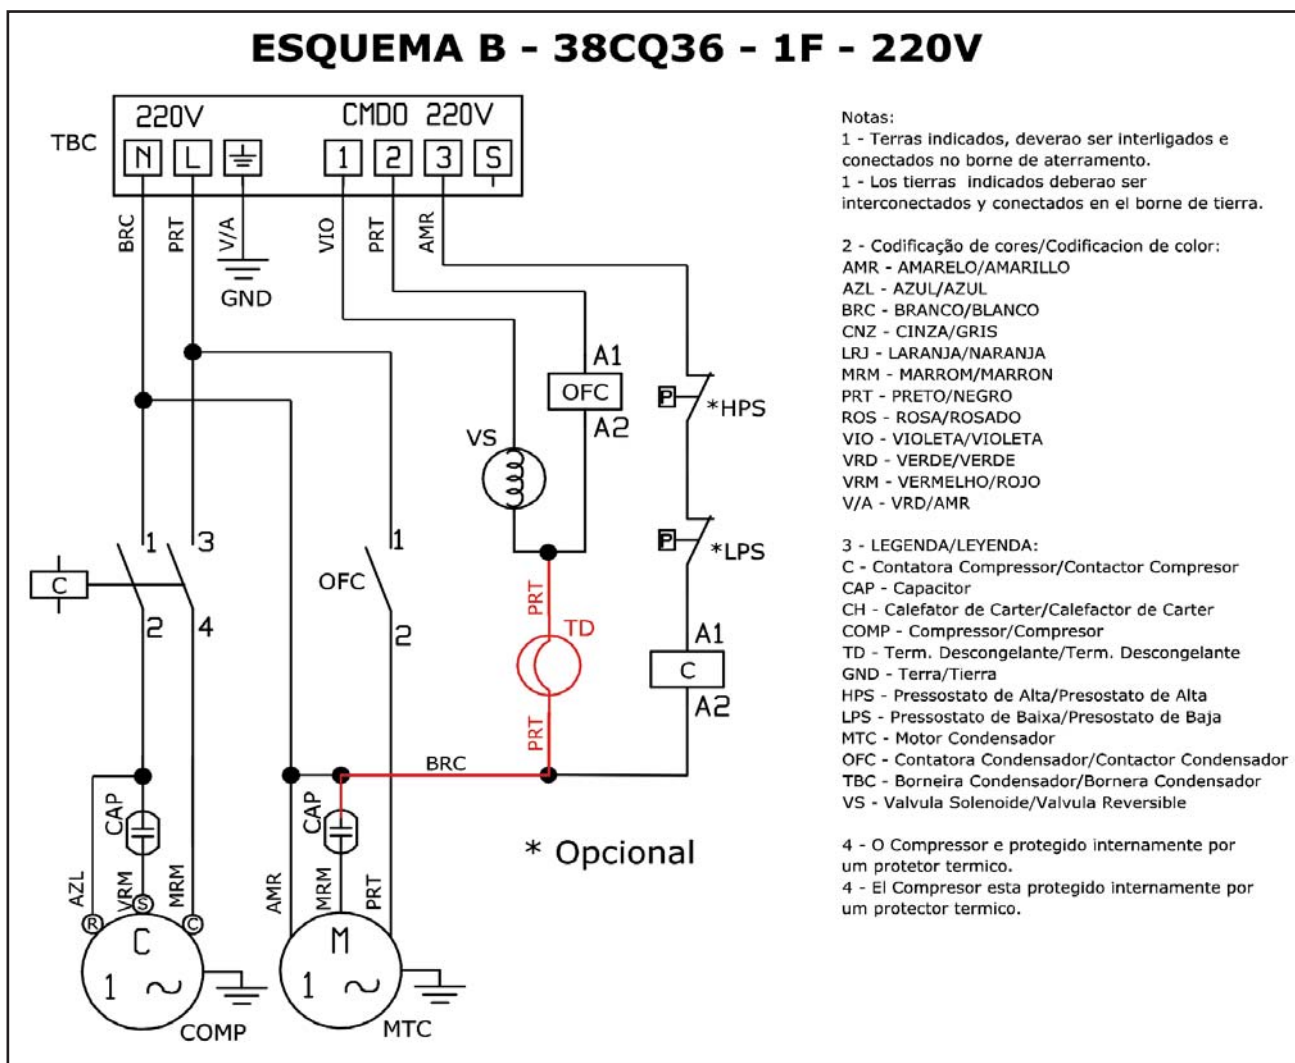 ESQUEMA B - 38CQ36 - 1F - 220V
220V
CMDO 220V
TBC
N
L
1
2
3
S
BRC
PRT
V/A
VIO
PRT
AMR
GND
A1
OFC
A2
VS
P
*HPS
P
*LPS
1
3
C
2
4
OFC
1
2
PRT
TD
PRT
A1
C
A2
BRC
CAP
CAP
* Opcional
AZL
VRM
MRM
AMR
MRM
PRT
R
S
C
C
1
COMP
M
1
MTC
Notas:
1 - Terras indicados, deverao ser interligados e
conectados no borne de aterramento.
1 - Los tierras indicados deberao ser
interconectados y conectados en el borne de tierra.
2 - Codificação de cores/Codificacion de color:
AMR - AMARELO/AMARILLO
AZL - AZUL/AZUL
BRC - BRANCO/BLANCO
CNZ - CINZA/GRIS
LRJ - LARANJA/NARANJA
MRM - MARROM/MARRON
PRT - PRETO/NEGRO
ROS - ROSA/ROSADO
VIO - VIOLETA/VIOLETA
VRD - VERDE/VERDE
VRM - VERMELHO/ROJO
V/A - VRD/AMR
3 - LEGENDA/LEYENDA:
C - Contatora Compressor/Contactor Compresor
CAP - Capacitor
CH - Calefator de Carter/Calefactor de Carter
COMP - Compressor/Compresor
TD - Term. Descongelante/Term. Descongelante
GND - Terra/Tierra
HPS - Pressostato de Alta/Presostato de Alta
LPS - Pressostato de Baixa/Presostato de Baja
MTC - Motor Condensador
OFC - Contatora Condensador/Contactor Condensador
TBC - Borneira Condensador/Bornera Condensador
VS - Valvula Solenoide/Valvula Reversible
4 - O Compressor e protegido internamente por
um protetor termico.
4 - El Compresor esta protegido internamente por
um protector termico.